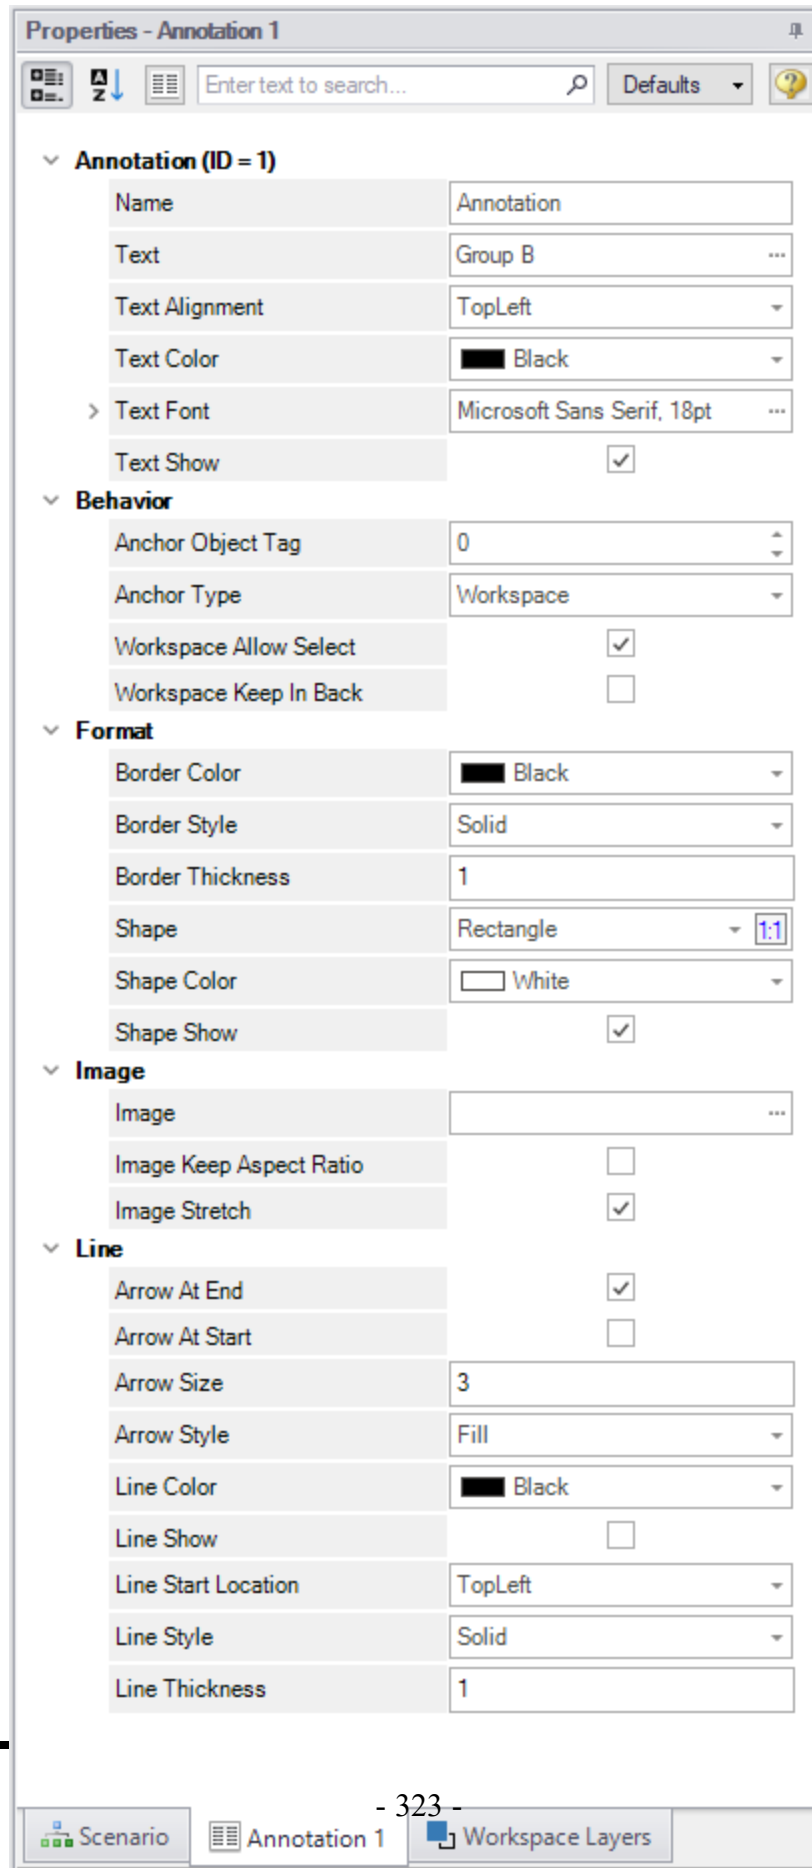 Properties - Annotation 1
A Z Enter text to search... Defaults ?
Annotation (ID = 1)
Name Annotation
Text Group B ...
Text Alignment TopLeft
Text Color Black
Text Font Microsoft Sans Serif, 18pt ...
Text Show
Behavior
Anchor Object Tag 0
Anchor Type Workspace
Workspace Allow Select
Workspace Keep In Back
Format
Border Color Black
Border Style Solid
Border Thickness 1
Shape Rectangle 1:1
Shape Color White
Shape Show
Image
Image ...
Image Keep Aspect Ratio
Image Stretch
Line
Arrow At End
Arrow At Start
Arrow Size 3
Arrow Style Fill
Line Color Black
Line Show
Line Start Location TopLeft
Line Style Solid
Line Thickness 1
- 323 -
Scenario Annotation 1 Workspace Layers